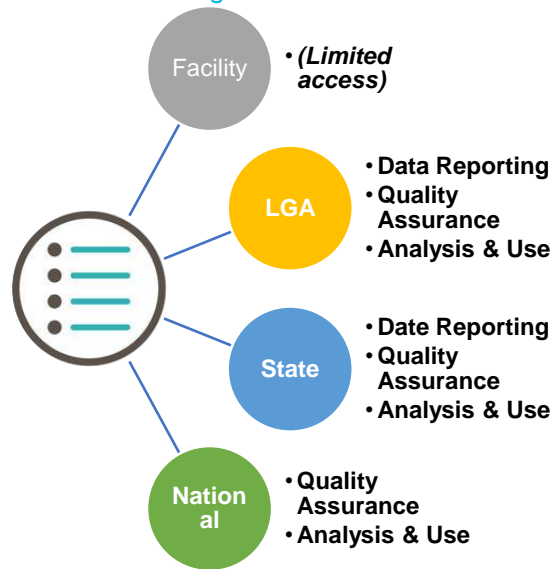 Facility
• (Limited
access)
LGA
• Data Reporting
• Quality
Assurance
• Analysis & Use
State
• Date Reporting
• Quality
Assurance
• Analysis & Use
Nation
al
• Quality
Assurance
• Analysis & Use